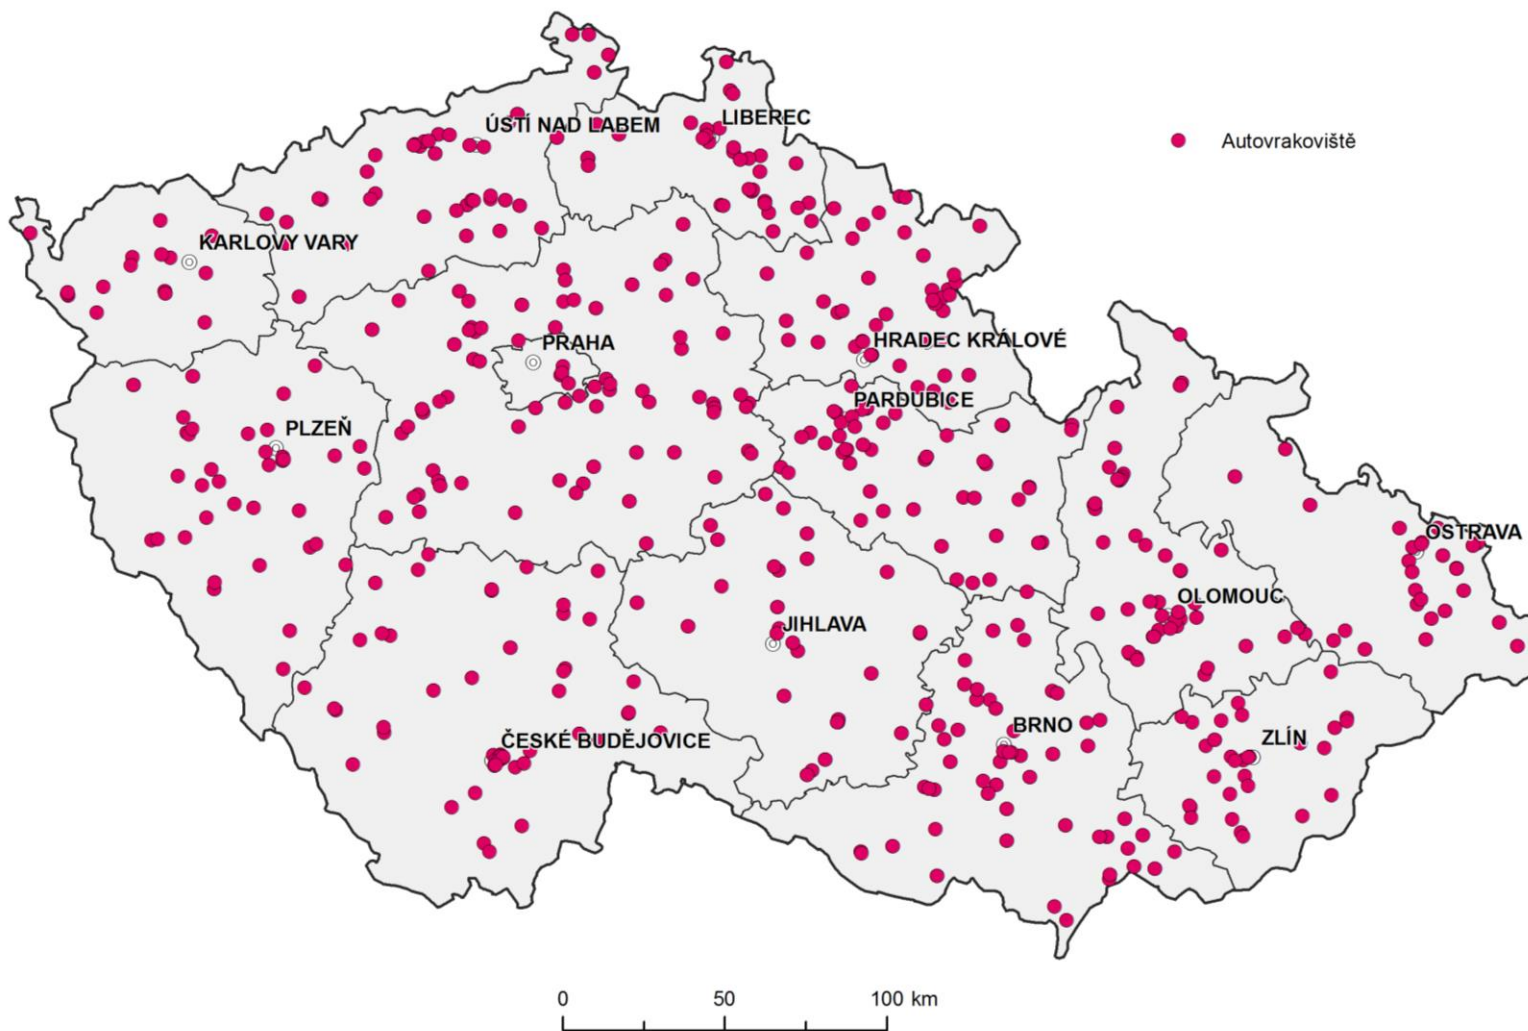 ÚSTÍ NAD LABEM
LIBEREC
Autovrakoviště
KARLOVY VARY
PRAHA
HRADEC KRÁLOVÉ
PARDUBICE
PLZEŇ
OSTRAVA
OLOMOUC
JIHLAVA
BRNO
ZLÍN
ČESKÉ BUDĚJOVICE
0 50 100 km